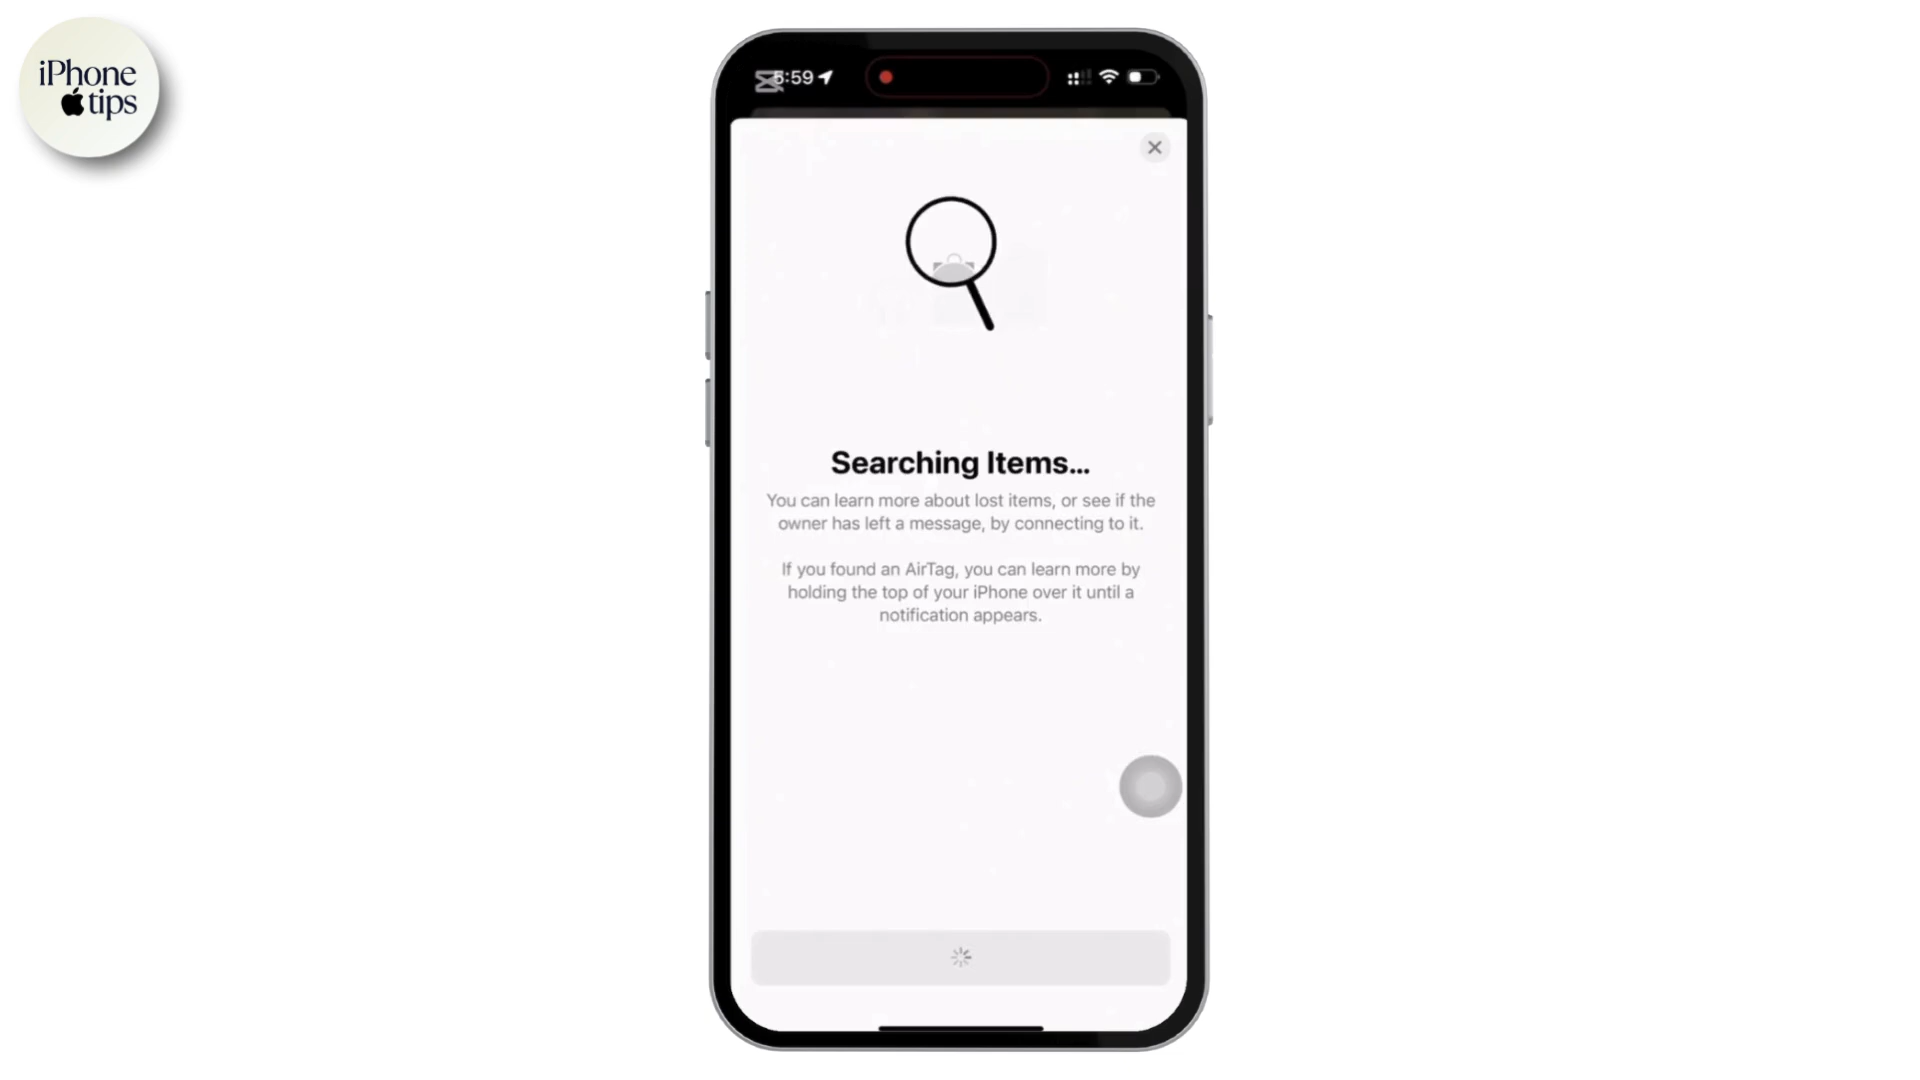 iPhone
tips
5:59
Searching Items...
You can learn more about lost items, or see if the
owner has left a message, by connecting to it.
If you found an AirTag, you can learn more by
holding the top of your iPhone over it until a
notification appears.